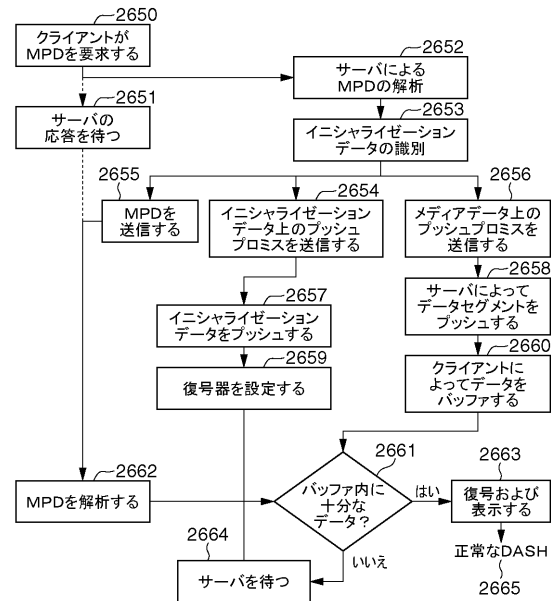 2650
クライアントが
MPDを要求する
2652
サーバによる
MPDの解析
2651
サーバの
応答を待つ
2653
イニシャライゼーション
データの識別
2655
MPDを
送信する
2654
イニシャライゼーション
データ上のプッシュ
プロミスを送信する
2656
メディアデータ上の
プッシュプロミスを
送信する
2658
サーバによって
データセグメントを
プッシュする
2657
イニシャライゼーション
データをプッシュする
2660
クライアントに
よってデータを
バッファする
2659
復号器を設定する
2661
バッファ内に
十分な
データ？
2662
MPDを解析する
はい
2663
復号および
表示する
いいえ
2664
サーバを待つ
正常なDASH
2665